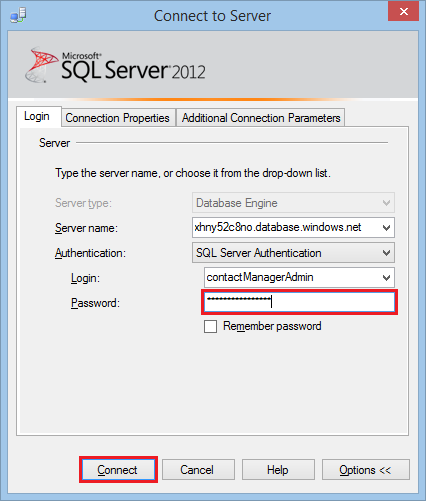 Connect to Server
Microsoft
SQL Server 2012
Login Connection Properties Additional Connection Parameters
Server
Type the server name, or choose it from the drop-down list.
Server type: Database Engine
Server name: xhny52c8no.database.windows.net
Authentication: SQL Server Authentication
Login: contactManagerAdmin
Password: ****************
Remember password
Connect Cancel Help Options <<